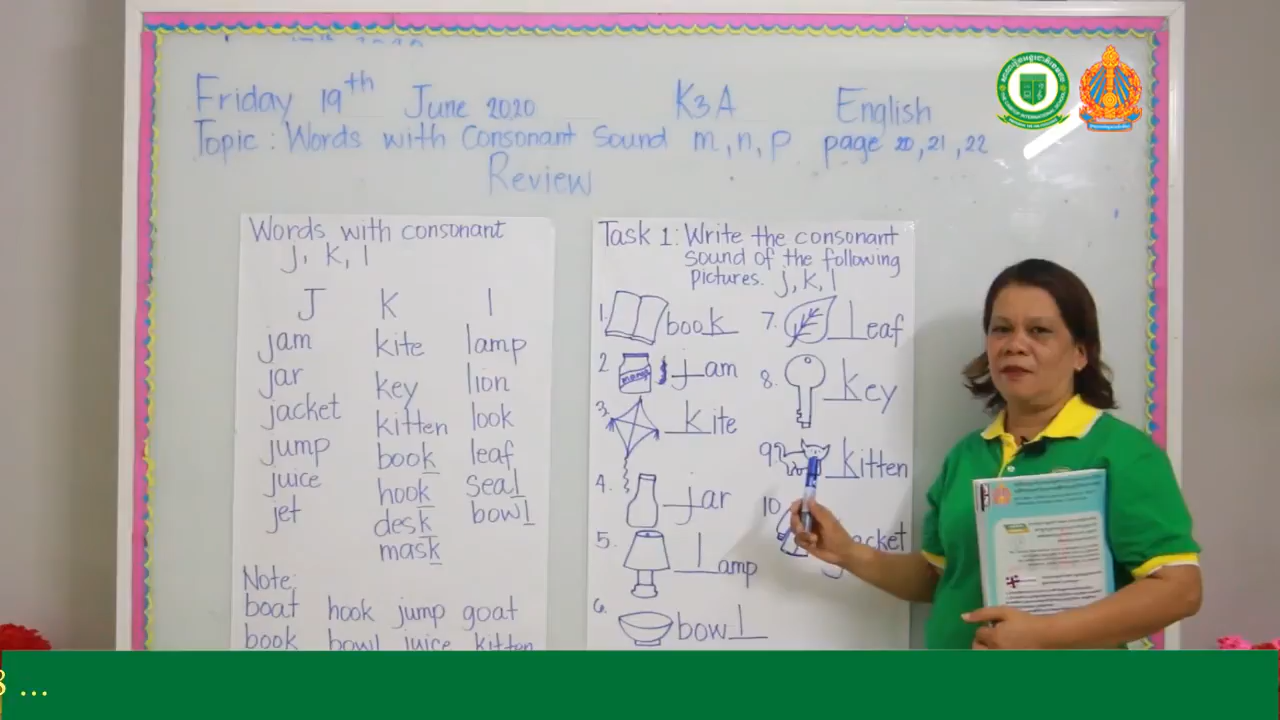 Friday 19th June 2020 K3A English
Topic: Words with Consonant Sound m, n, p page 20, 21, 22
Review
Words with consonant
j, k, l
J k l
jam kite lamp
jar key lion
jacket kitten look
jump book leaf
juice hook seal
jet desk bowl
mask
Note:
boat hook jump goat
book bowl juice kitten
Task 1: Write the consonant
sound of the following
pictures. j, k, l
1. book
2 jam
3. kite
4. jar
5. lamp
6. bowl
7. leaf
8. key
9 kitten
10 jacket
...